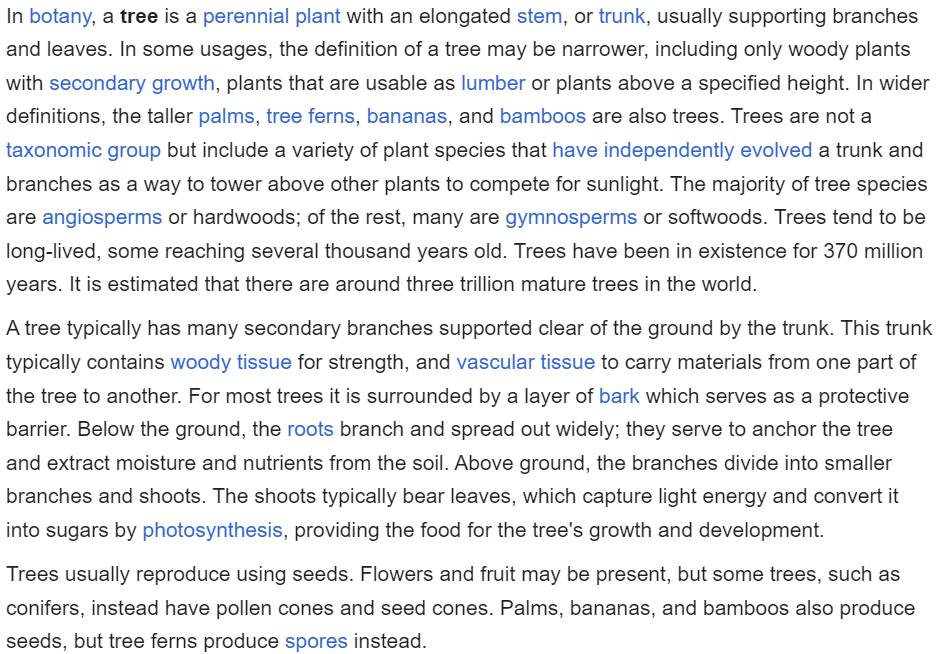 In botany, a tree is a perennial plant with an elongated stem, or trunk, usually supporting branches
and leaves. In some usages, the definition of a tree may be narrower, including only woody plants
with secondary growth, plants that are usable as lumber or plants above a specified height. In wider
definitions, the taller palms, tree ferns, bananas, and bamboos are also trees. Trees are not a
taxonomic group but include a variety of plant species that have independently evolved a trunk and
branches as a way to tower above other plants to compete for sunlight. The majority of tree species
are angiosperms or hardwoods; of the rest, many are gymnosperms or softwoods. Trees tend to be
long-lived, some reaching several thousand years old. Trees have been in existence for 370 million
years. It is estimated that there are around three trillion mature trees in the world.
A tree typically has many secondary branches supported clear of the ground by the trunk. This trunk
typically contains woody tissue for strength, and vascular tissue to carry materials from one part of
the tree to another. For most trees it is surrounded by a layer of bark which serves as a protective
barrier. Below the ground, the roots branch and spread out widely; they serve to anchor the tree
and extract moisture and nutrients from the soil. Above ground, the branches divide into smaller
branches and shoots. The shoots typically bear leaves, which capture light energy and convert it
into sugars by photosynthesis, providing the food for the tree's growth and development.
Trees usually reproduce using seeds. Flowers and fruit may be present, but some trees, such as
conifers, instead have pollen cones and seed cones. Palms, bananas, and bamboos also produce
seeds, but tree ferns produce spores instead.